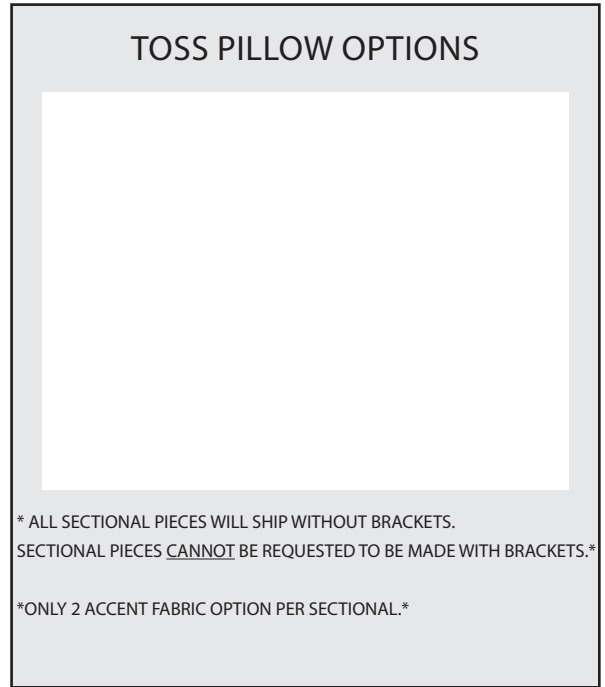 TOSS PILLOW OPTIONS
* ALL SECTIONAL PIECES WILL SHIP WITHOUT BRACKETS.
SECTIONAL PIECES CANNOT BE REQUESTED TO BE MADE WITH BRACKETS.*
*ONLY 2 ACCENT FABRIC OPTION PER SECTIONAL.*